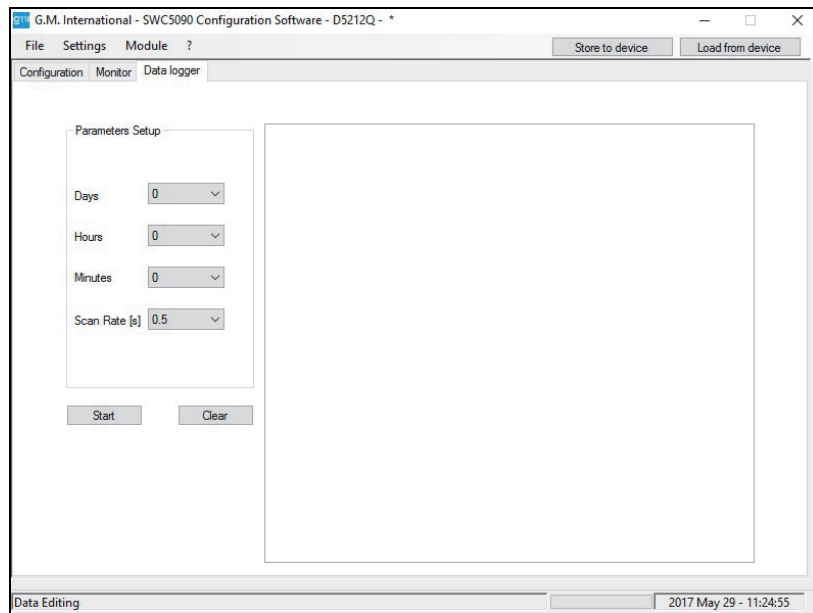 gmi G.M. International - SWC5090 Configuration Software - D5212Q - *
File Settings Module ? Store to device Load from device
Configuration Monitor Data logger
Parameters Setup
Days 0
Hours 0
Minutes 0
Scan Rate [s] 0.5
Start Clear
Data Editing 2017 May 29 - 11:24:55